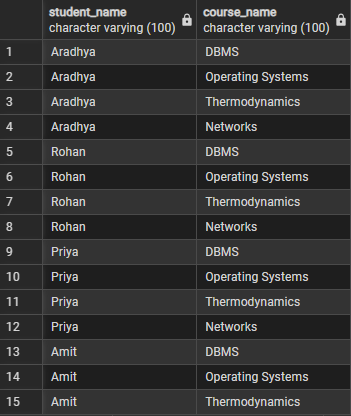 student_name course_name
character varying (100) character varying (100)
1 Aradhya DBMS
2 Aradhya Operating Systems
3 Aradhya Thermodynamics
4 Aradhya Networks
5 Rohan DBMS
6 Rohan Operating Systems
7 Rohan Thermodynamics
8 Rohan Networks
9 Priya DBMS
10 Priya Operating Systems
11 Priya Thermodynamics
12 Priya Networks
13 Amit DBMS
14 Amit Operating Systems
15 Amit Thermodynamics